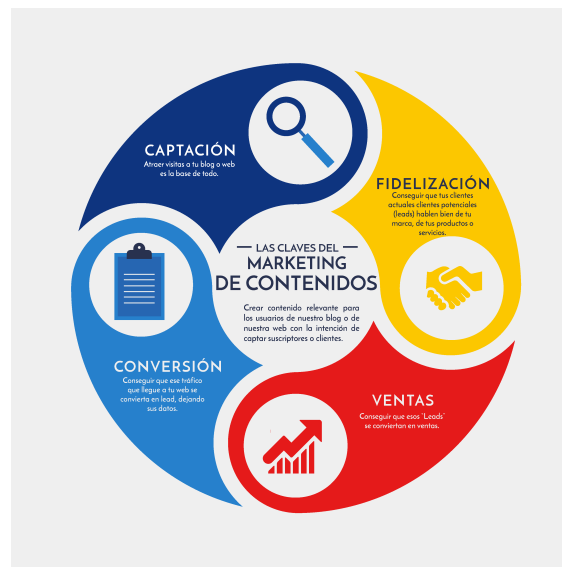 CAPTACIÓN
Atraer visitas a tu blog o web
es la base de todo.
FIDELIZACIÓN
Conseguir que tus clientes
actuales clientes potenciales
(leads) hablen bien de tu
marca, de tus productos o
servicios.
LAS CLAVES DEL
MARKETING
DE CONTENIDOS
Crear contenido relevante para
los usuarios de nuestro blog o de
nuestra web con la intención de
captar suscriptores o clientes.
CONVERSIÓN
Conseguir que ese tráfico
que llegue a tu web se
convierta en lead, dejando
sus datos.
VENTAS
Conseguir que esos "Leads"
se conviertan en ventas.